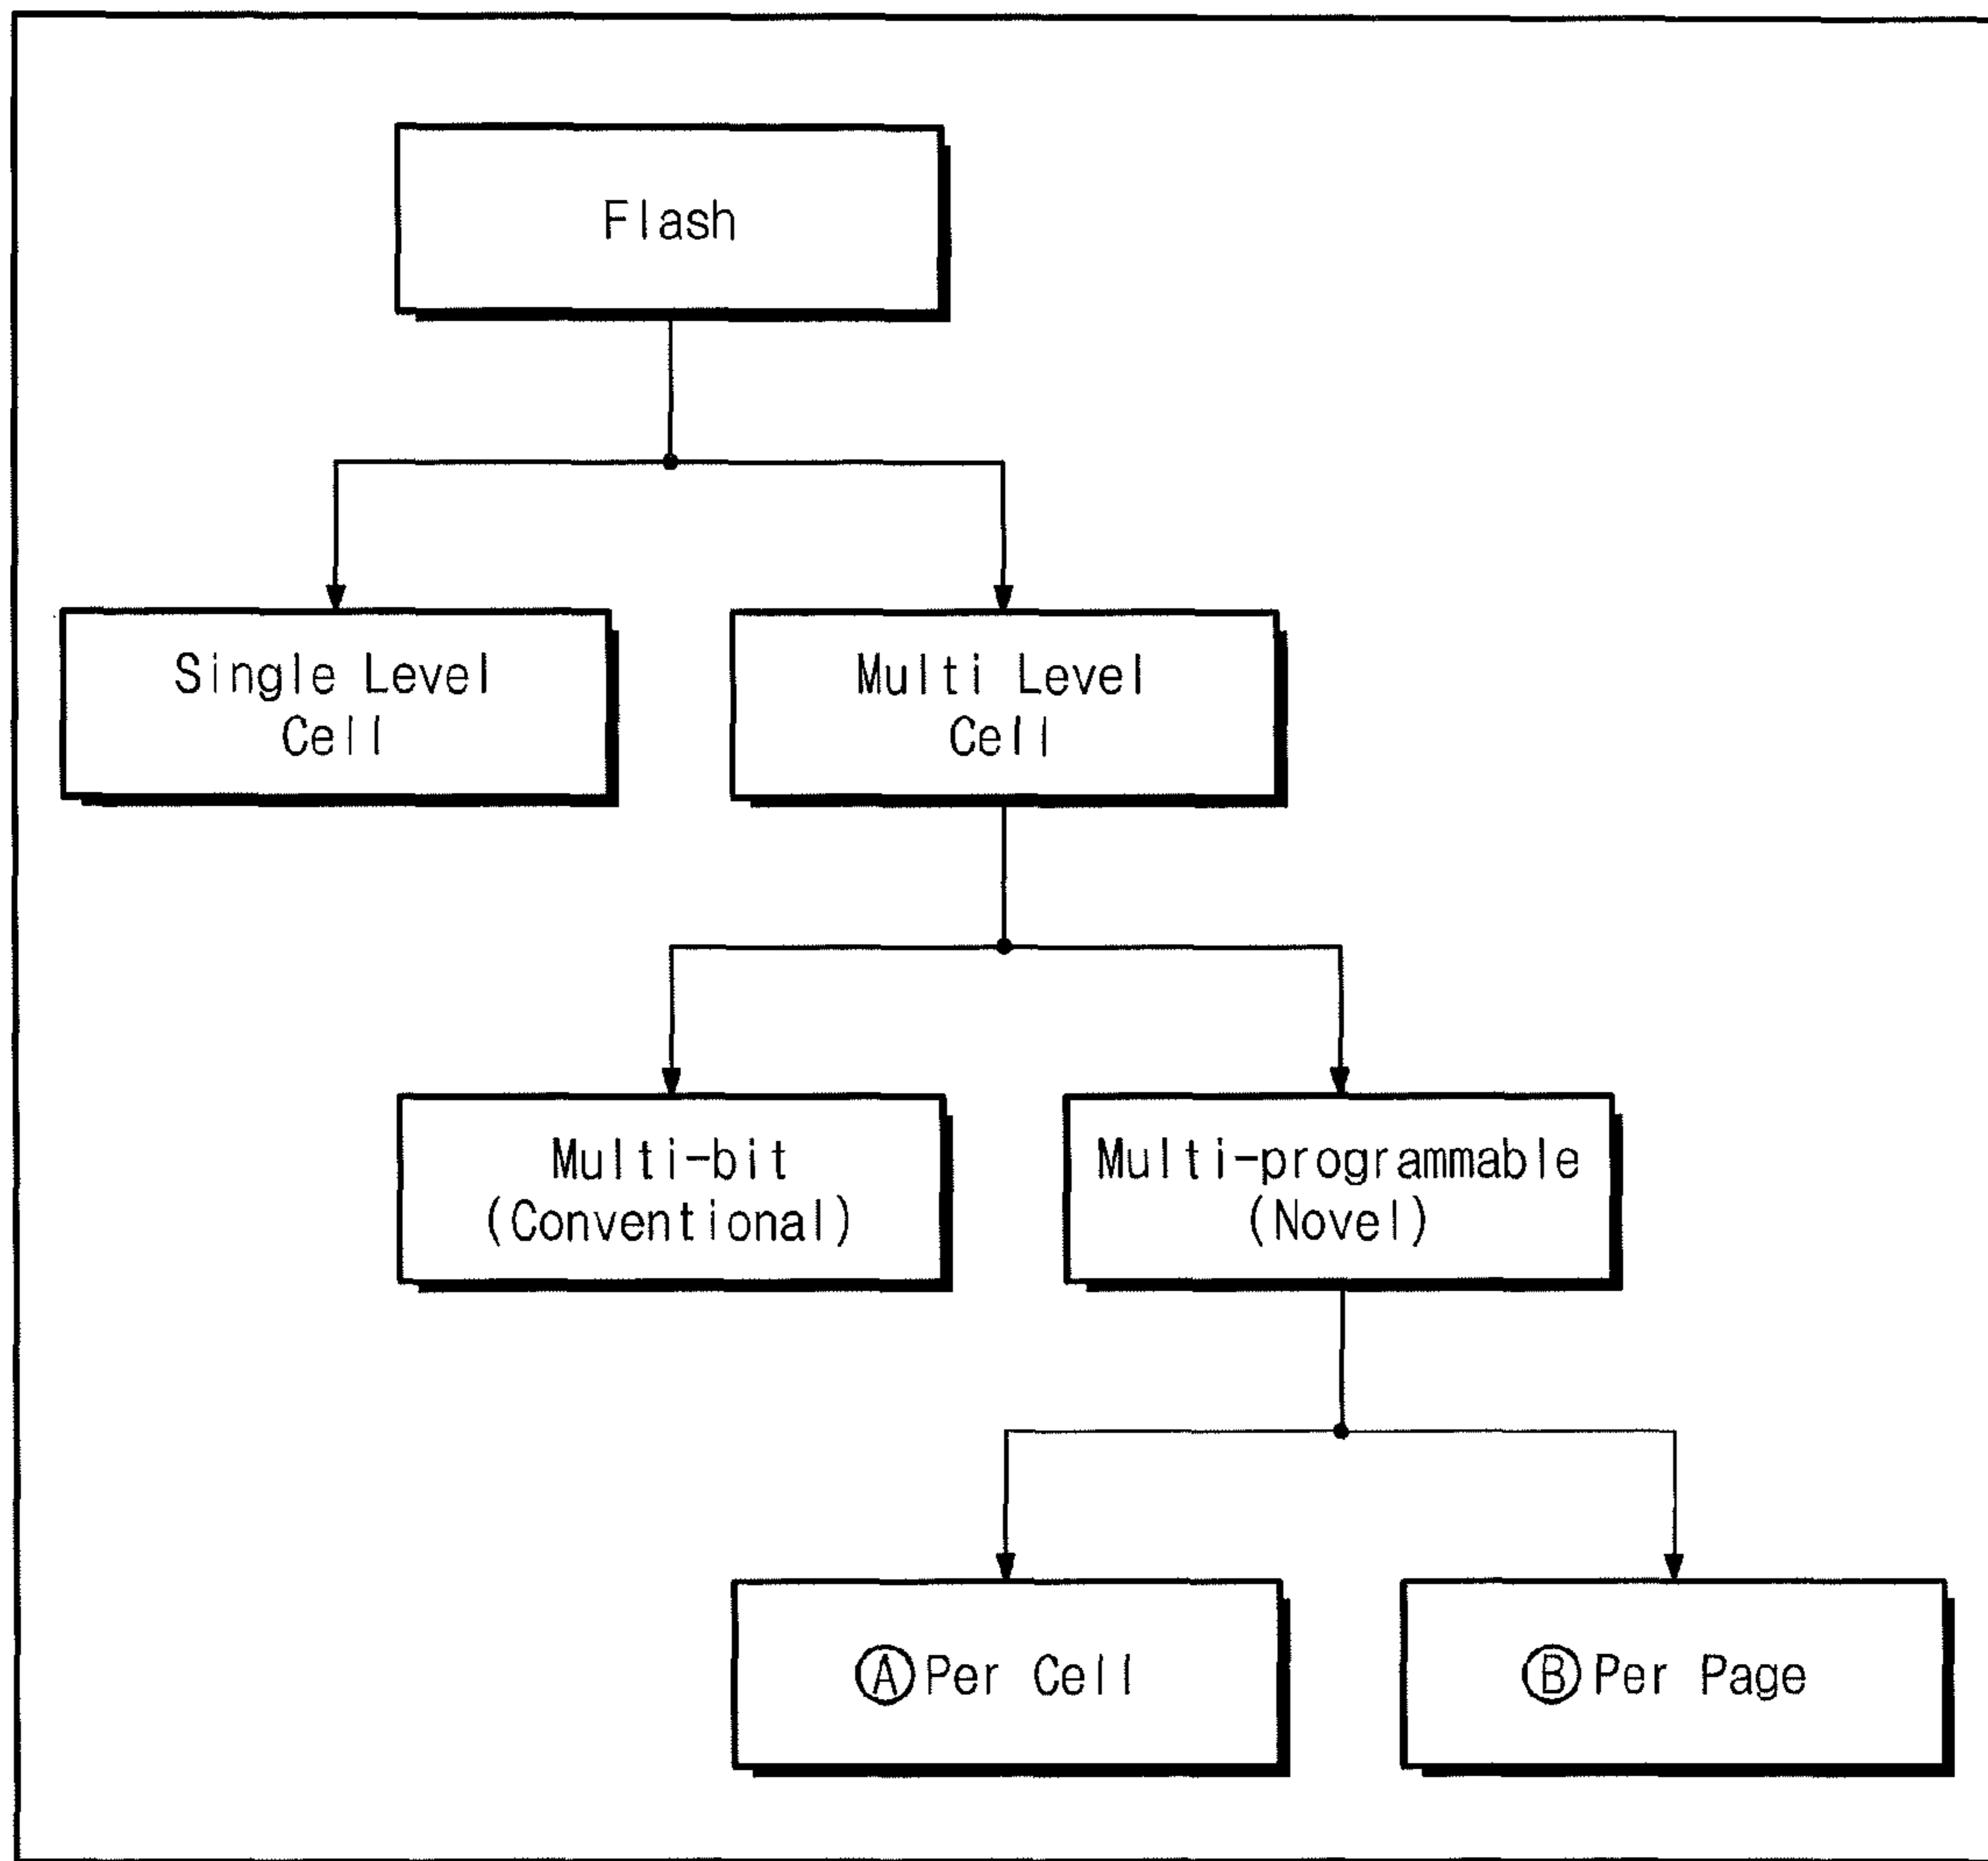 Flash
Single Level
Cell
Multi Level
Cell
Multi-bit
(Conventional)
Multi-programmable
(Novel)
Ⓐ Per Cell
Ⓑ Per Page